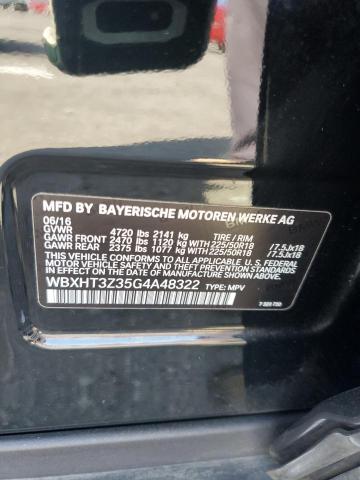 MFD BY BAYERISCHE MOTOREN WERKE AG
06/16
GVWR 4720 lbs 2141 kg TIRE / RIM
GAWR FRONT 2470 lbs 1120 kg WITH 225/50R18 /7.5Jx18
GAWR REAR 2375 lbs 1077 kg WITH 225/50R18 /7.5Jx18
THIS VEHICLE CONFORMS TO ALL APPLICABLE
FEDERAL MOTOR VEHICLE SAFETY, BUMPER,
AND THEFT PREVENTION STANDARDS IN EFFECT
ON THE DATE OF MANUFACTURE SHOWN ABOVE.
WBXHT3Z35G4A48322 TYPE: MPV